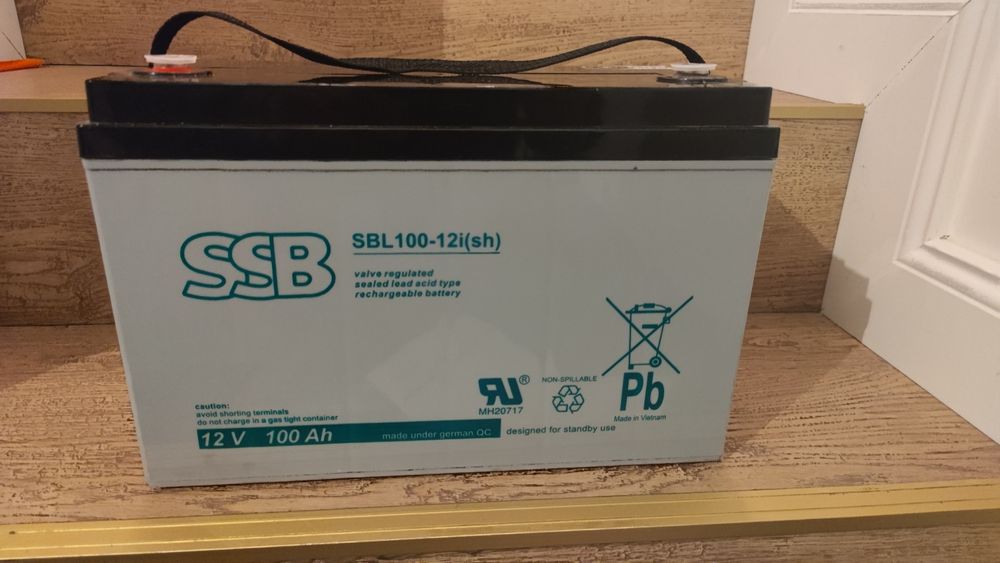 SSB
SBL100-12i(sh)
valve regulated
sealed lead acid type
rechargeable battery
NON-SPILLABLE
Pb
MH20717
Made in Vietnam
caution:
avoid shorting terminals
do not charge in a gas tight container
12 V 100 Ah
made under german QC
designed for standby use